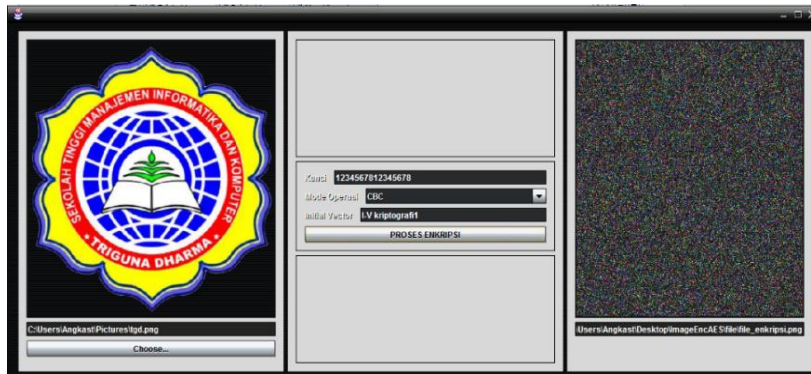 SEKOLAH TINGGI MANAJEMEN INFORMATIKA DAN KOMPUTER
• TRIGUNA DHARMA •
C:\Users\Angkast\Pictures\tgd.png
Choose...
Kunci 1234567812345678
Mode Operasi CBC
Initial Vector I-V kriptografi1
PROSES ENKRIPSI
Users\Angkast\Desktop\ImageEncAES\file\file_enkripsi.png